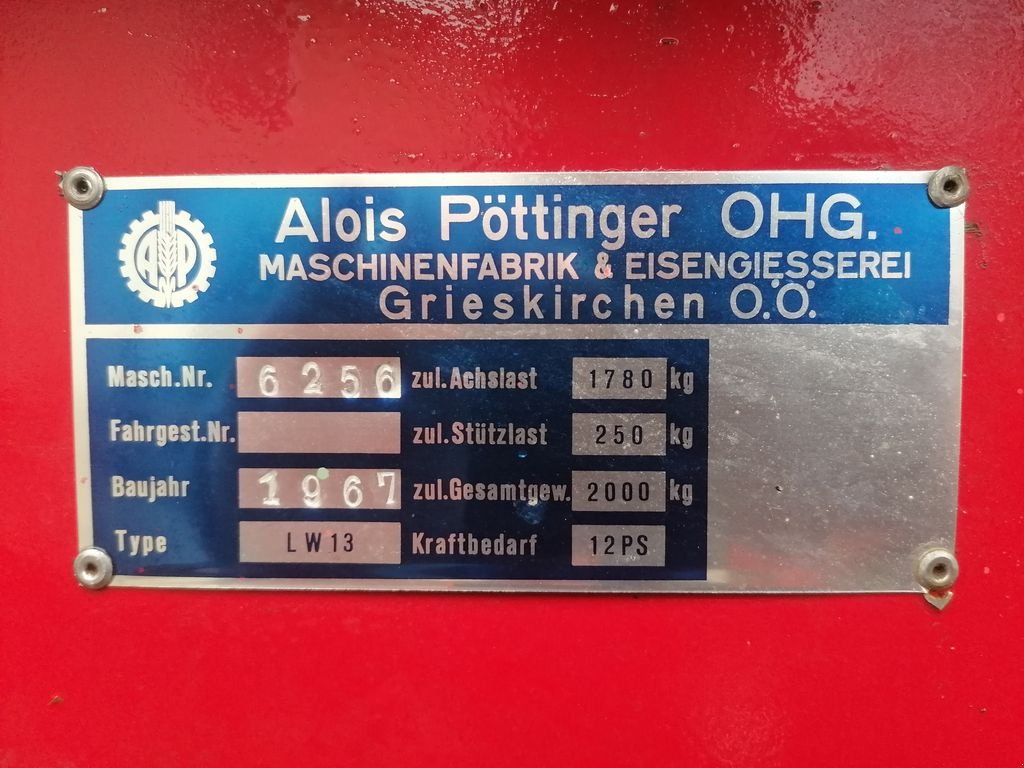 AP
Alois Pöttinger OHG.
MASCHINENFABRIK & EISENGIESSEREI
Grieskirchen O.Ö.
Masch.Nr. 6256 zul.Achslast 1780 kg
Fahrgest.Nr. zul.Stützlast 250 kg
Baujahr 1967 zul.Gesamtgew. 2000 kg
Type LW13 Kraftbedarf 12PS